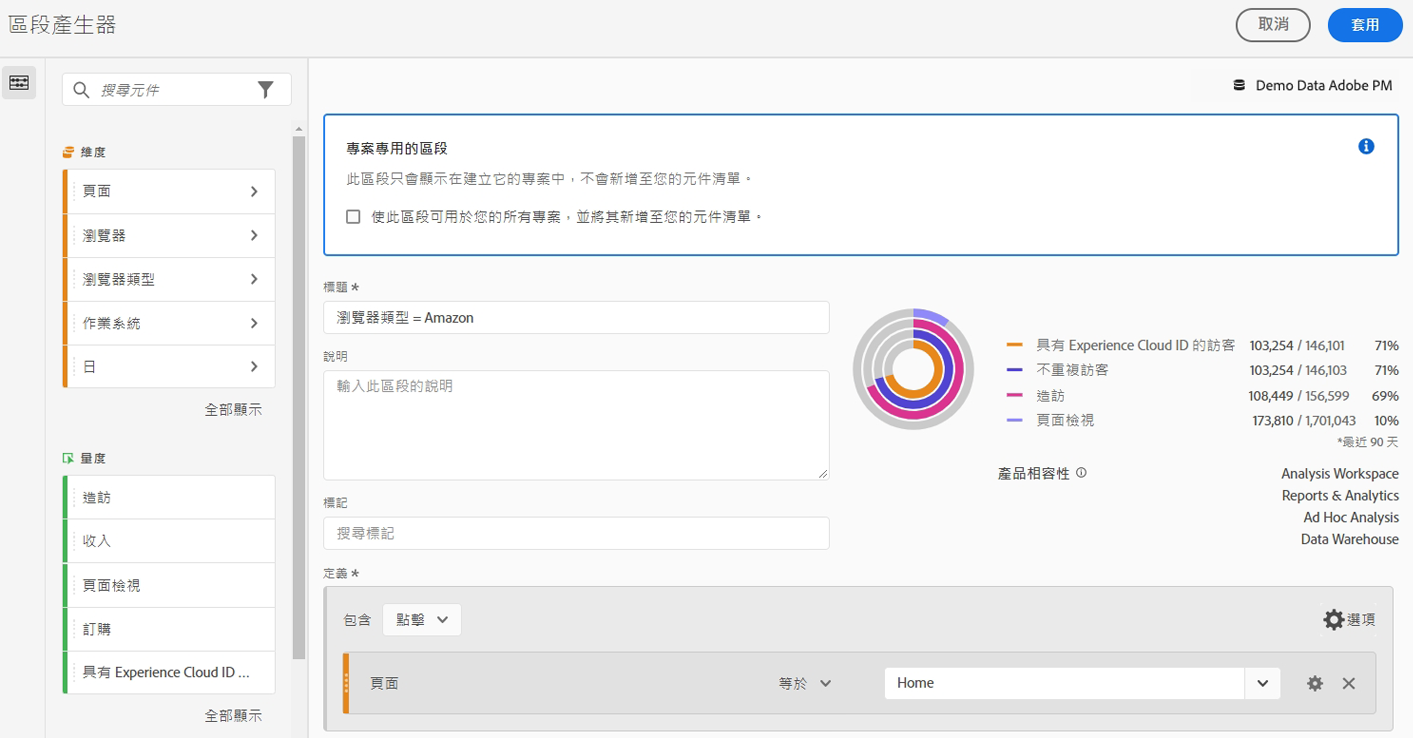 區段產生器
取消
套用
搜尋元件
Demo Data Adobe PM
維度
頁面
瀏覽器
瀏覽器類型
作業系統
日
全部顯示
量度
造訪
收入
頁面檢視
訂購
具有 Experience Cloud ID ...
全部顯示
專案專用的區段
此區段只會顯示在建立它的專案中，不會新增至您的元件清單。
使此區段可用於您的所有專案，並將其新增至您的元件清單。
標題 *
瀏覽器類型 = Amazon
說明
輸入此區段的說明
標記
搜尋標記
具有 Experience Cloud ID 的訪客 103,254 / 146,101 71%
不重複訪客 103,254 / 146,103 71%
造訪 108,449 / 156,599 69%
頁面檢視 173,810 / 1,701,043 10%
*最近 90 天
產品相容性 Analysis Workspace
Reports & Analytics
Ad Hoc Analysis
Data Warehouse
定義 *
包含 點擊 選項
頁面 等於 Home